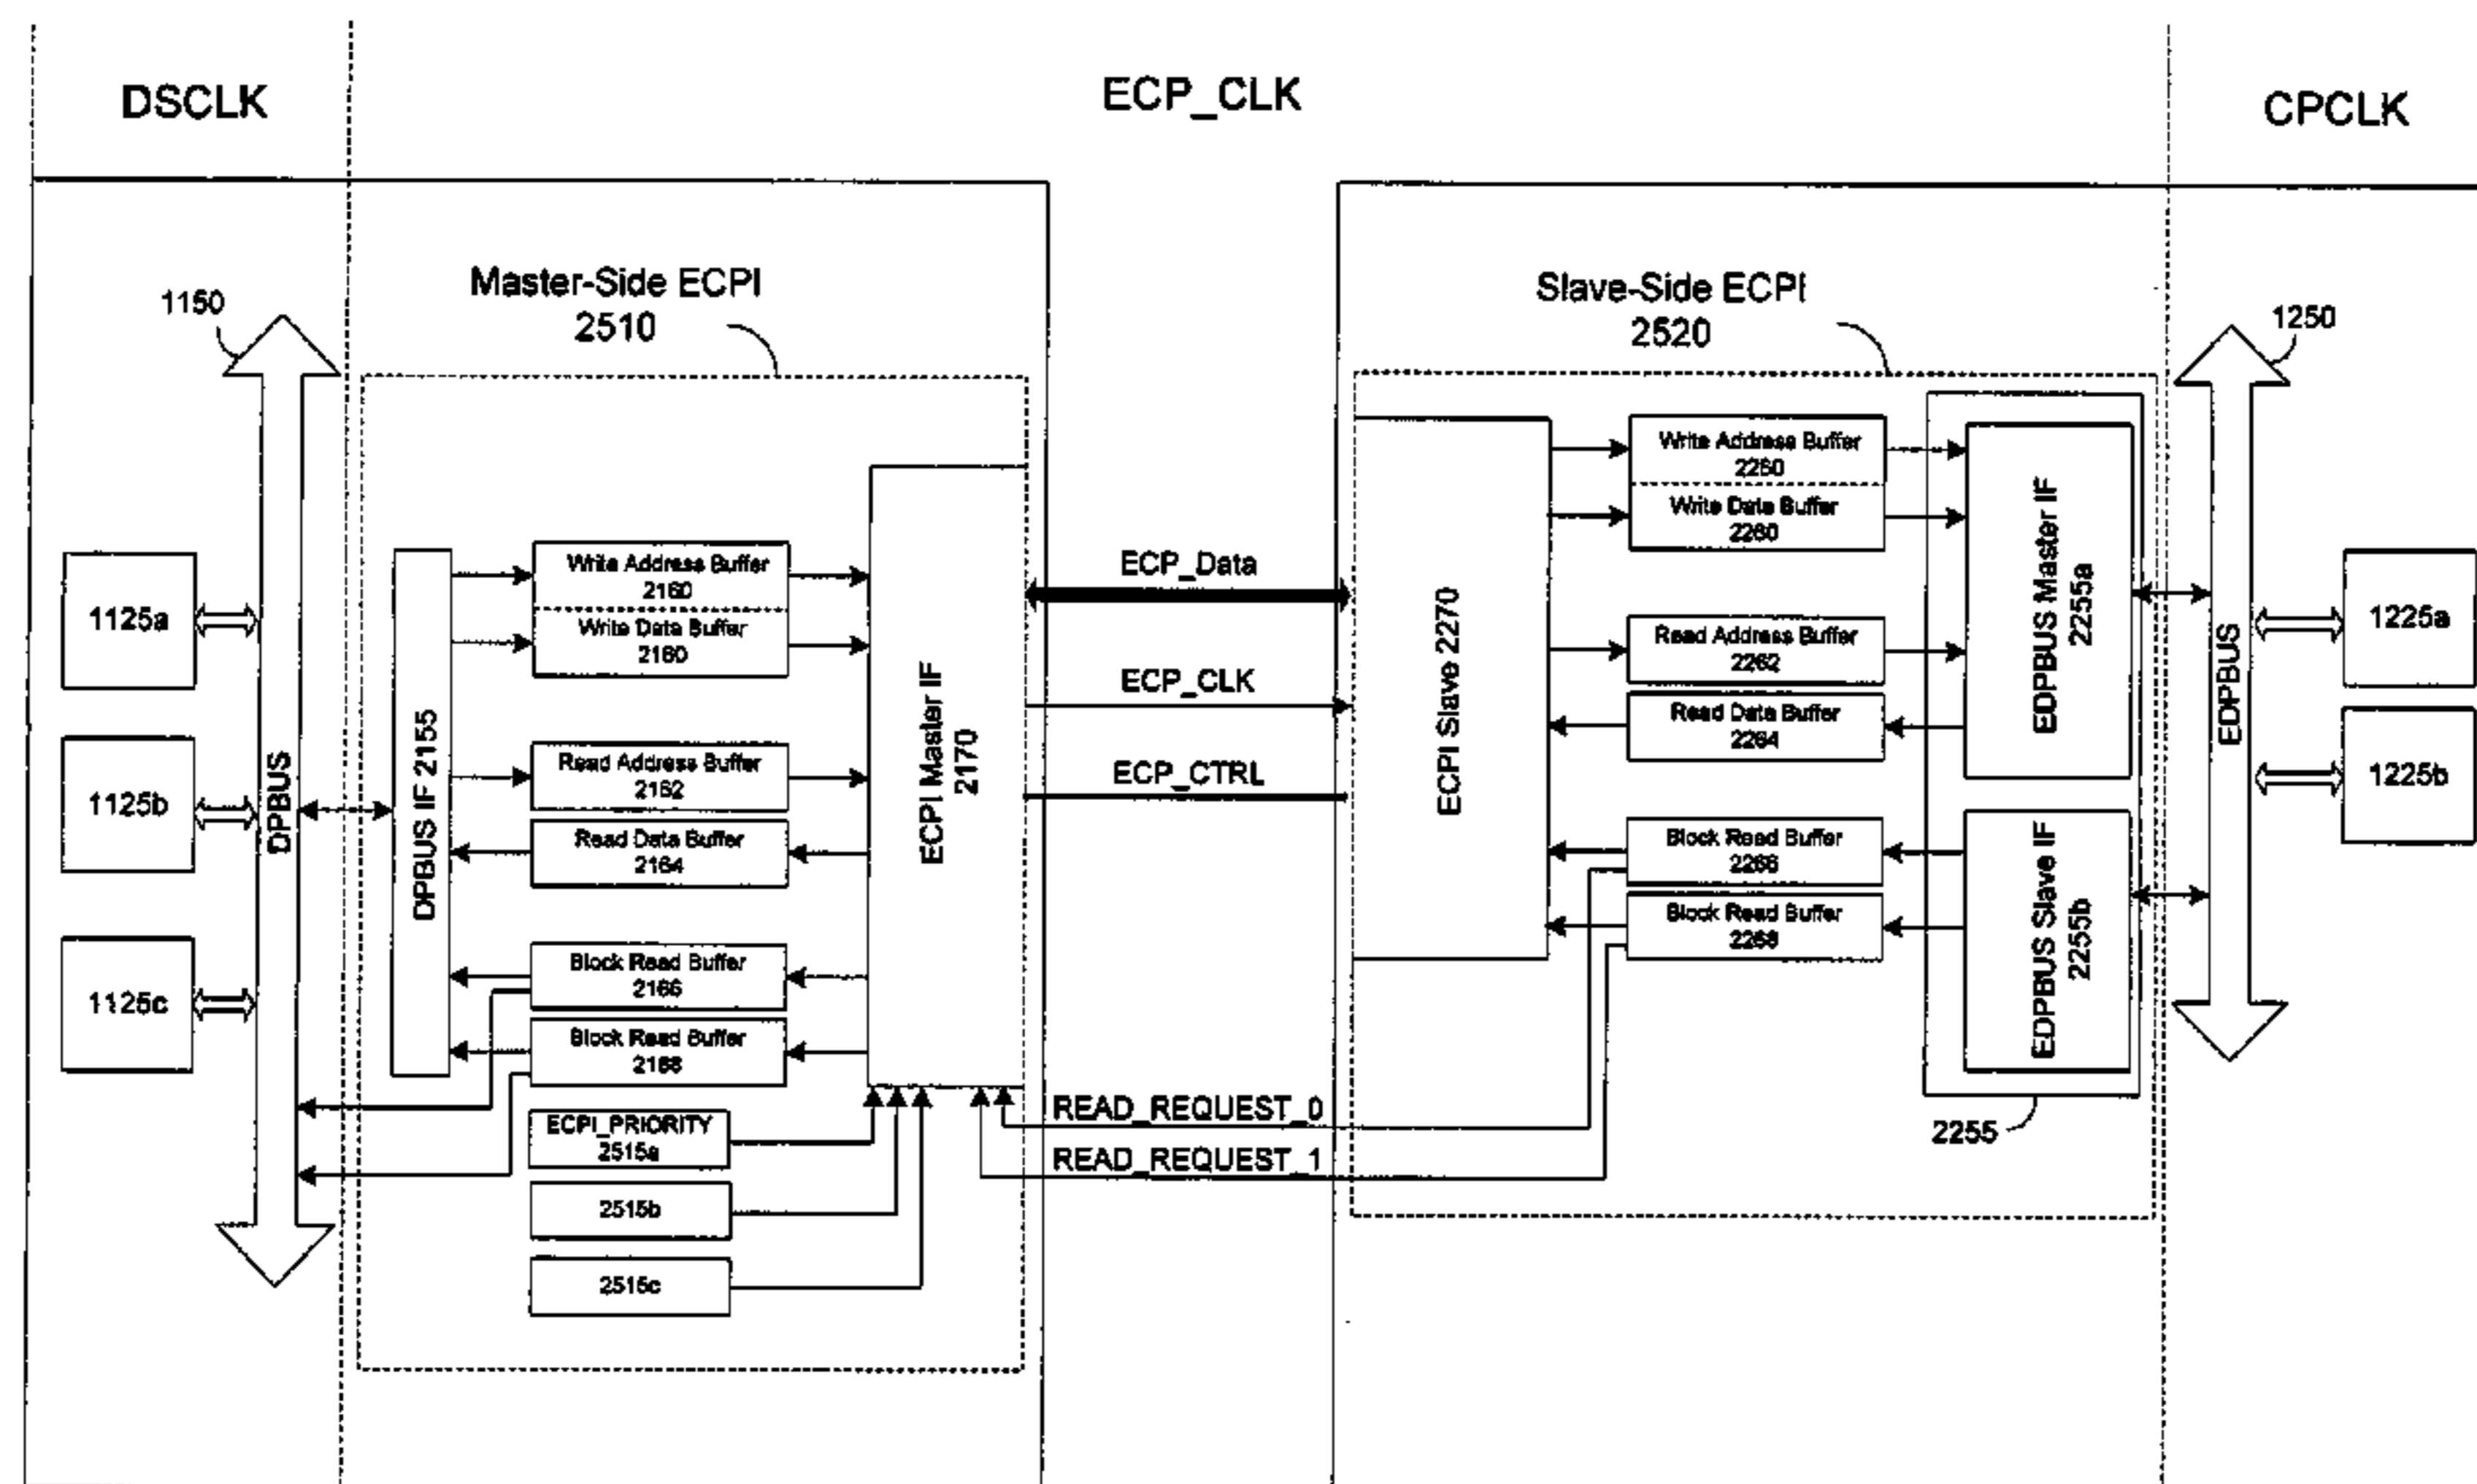 DSCLK
ECP_CLK
CPCLK
Master-Side ECPI
2510
Slave-Side ECPI
2520
1150
1250
1125a
1125b
1125c
DPBUS
DPBUS IF 2155
Write Address Buffer
2160
Write Data Buffer
2160
Read Address Buffer
2162
Read Data Buffer
2164
Block Read Buffer
2166
Block Read Buffer
2168
ECPI_PRIORITY
2515a
2515b
2515c
ECPI Master IF
2170
ECP_Data
ECP_CLK
ECP_CTRL
READ_REQUEST_0
READ_REQUEST_1
ECPI Slave 2270
Write Address Buffer
2260
Write Data Buffer
2260
Read Address Buffer
2262
Read Data Buffer
2264
Block Read Buffer
2266
Block Read Buffer
2268
EDPBUS Master IF
2255a
EDPBUS Slave IF
2255b
2255
EDPBUS
1225a
1225b